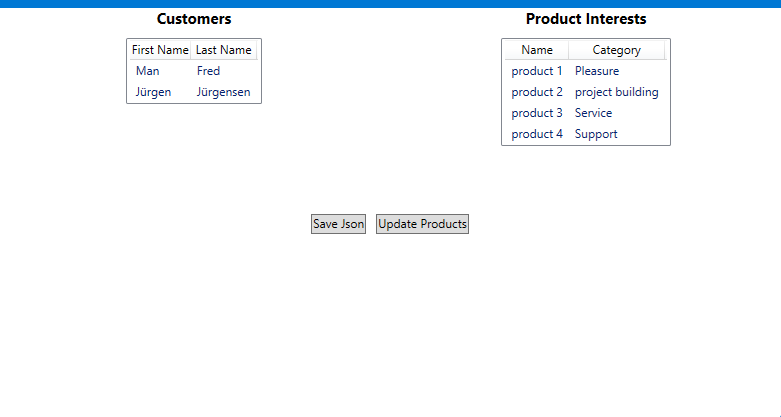 Customers
First Name Last Name
Man Fred
Jürgen Jürgensen
Product Interests
Name Category
product 1 Pleasure
product 2 project building
product 3 Service
product 4 Support
Save Json Update Products